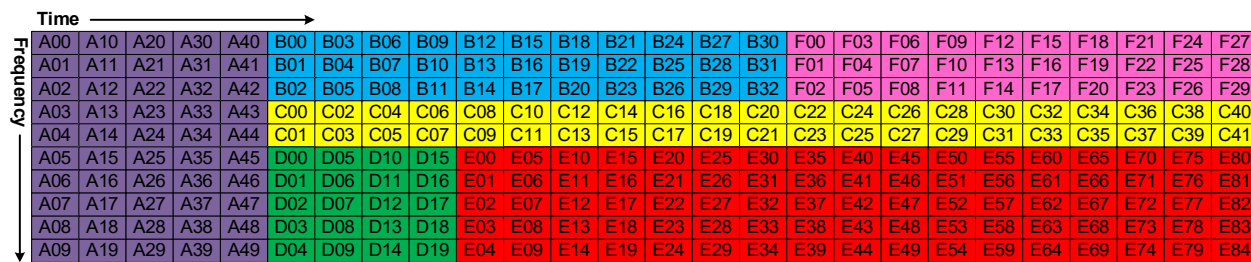 Time
Frequency
A00 A10 A20 A30 A40 B00 B03 B06 B09 B12 B15 B18 B21 B24 B27 B30 F00 F03 F06 F09 F12 F15 F18 F21 F24 F27
A01 A11 A21 A31 A41 B01 B04 B07 B10 B13 B16 B19 B22 B25 B28 B31 F01 F04 F07 F10 F13 F16 F19 F22 F25 F28
A02 A12 A22 A32 A42 B02 B05 B08 B11 B14 B17 B20 B23 B26 B29 B32 F02 F05 F08 F11 F14 F17 F20 F23 F26 F29
A03 A13 A23 A33 A43 C00 C02 C04 C06 C08 C10 C12 C14 C16 C18 C20 C22 C24 C26 C28 C30 C32 C34 C36 C38 C40
A04 A14 A24 A34 A44 C01 C03 C05 C07 C09 C11 C13 C15 C17 C19 C21 C23 C25 C27 C29 C31 C33 C35 C37 C39 C41
A05 A15 A25 A35 A45 D00 D05 D10 D15 E00 E05 E10 E15 E20 E25 E30 E35 E40 E45 E50 E55 E60 E65 E70 E75 E80
A06 A16 A26 A36 A46 D01 D06 D11 D16 E01 E06 E11 E16 E21 E26 E31 E36 E41 E46 E51 E56 E61 E66 E71 E76 E81
A07 A17 A27 A37 A47 D02 D07 D12 D17 E02 E07 E12 E17 E22 E27 E32 E37 E42 E47 E52 E57 E62 E67 E72 E77 E82
A08 A18 A28 A38 A48 D03 D08 D13 D18 E03 E08 E13 E18 E23 E28 E33 E38 E43 E48 E53 E58 E63 E68 E73 E78 E83
A09 A19 A29 A39 A49 D04 D09 D14 D19 E04 E09 E14 E19 E24 E29 E34 E39 E44 E49 E54 E59 E64 E69 E74 E79 E84